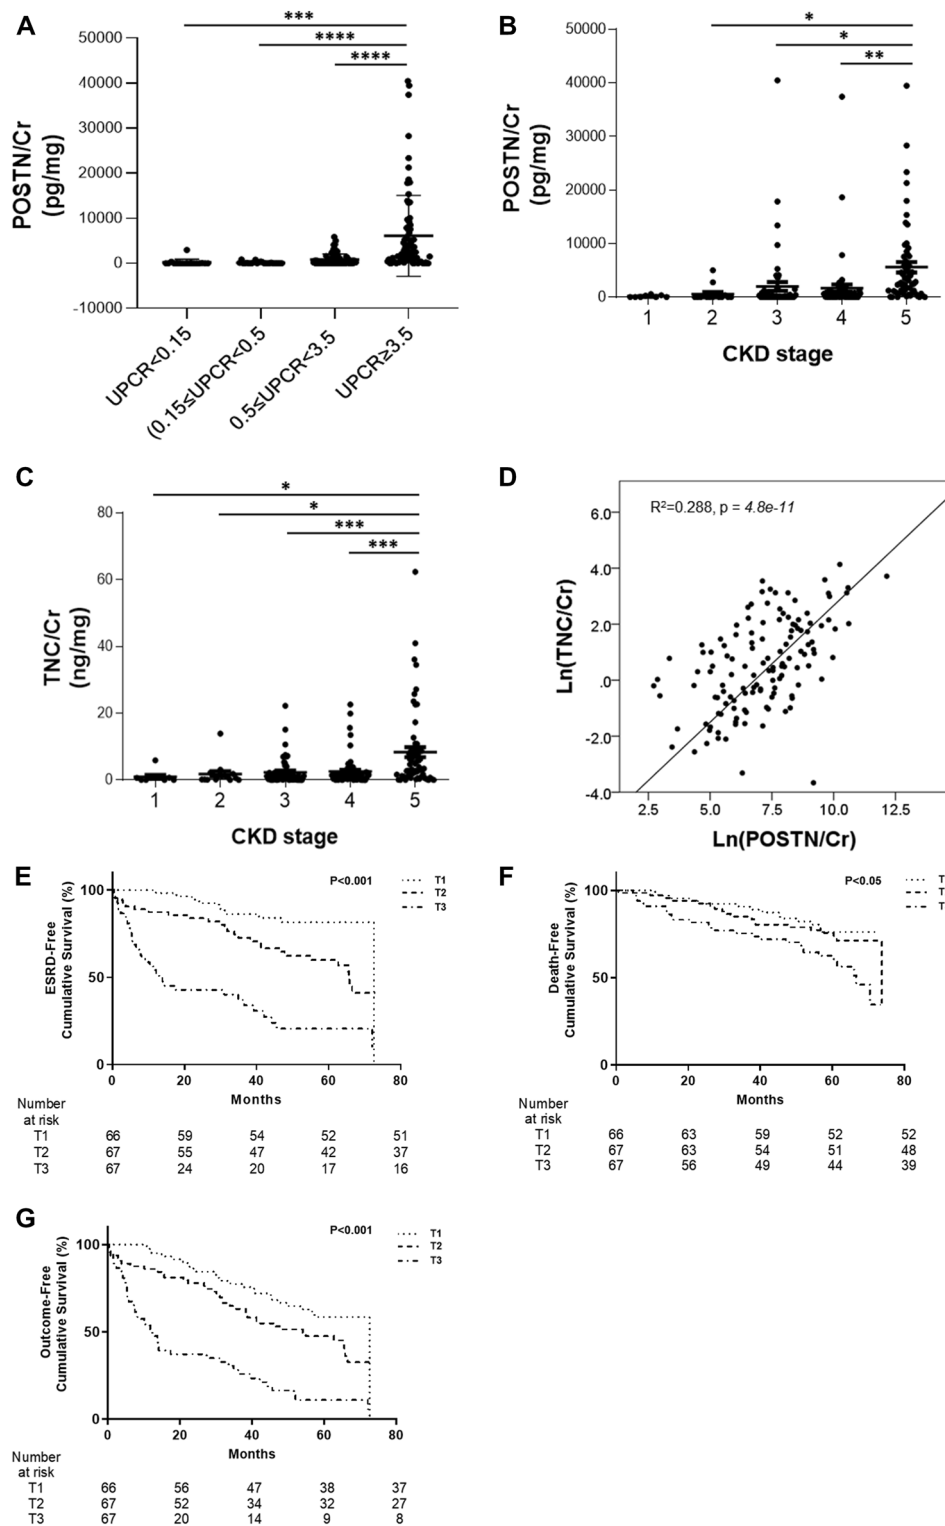 A
***
****
****
50000
40000
30000
20000
10000
0
-10000
POSTN/Cr
(pg/mg)
UPCR<0.15
(0.15≤UPCR<0.5
0.5≤UPCR<3.5
UPCR≥3.5
B
*
*
**
50000
40000
30000
20000
10000
0
POSTN/Cr
(pg/mg)
1 2 3 4 5
CKD stage
C
*
*
***
***
80
60
40
20
0
TNC/Cr
(ng/mg)
1 2 3 4 5
CKD stage
D
R²=0.288, p = 4.8e-11
6.0
4.0
2.0
.0
-2.0
-4.0
Ln(TNC/Cr)
2.5 5.0 7.5 10.0 12.5
Ln(POSTN/Cr)
E
P<0.001
T1
T2
T3
100
50
0
ESRD-Free
Cumulative Survival (%)
0 20 40 60 80
Months
Number
at risk
T1 66 59 54 52 51
T2 67 55 47 42 37
T3 67 24 20 17 16
F
P<0.05
T
T
T
100
50
0
Death-Free
Cumulative Survival (%)
0 20 40 60 80
Months
Number
at risk
T1 66 63 59 52 52
T2 67 63 54 51 48
T3 67 56 49 44 39
G
P<0.001
T1
T2
T3
100
50
0
Outcome-Free
Cumulative Survival (%)
0 20 40 60 80
Months
Number
at risk
T1 66 56 47 38 37
T2 67 52 34 32 27
T3 67 20 14 9 8